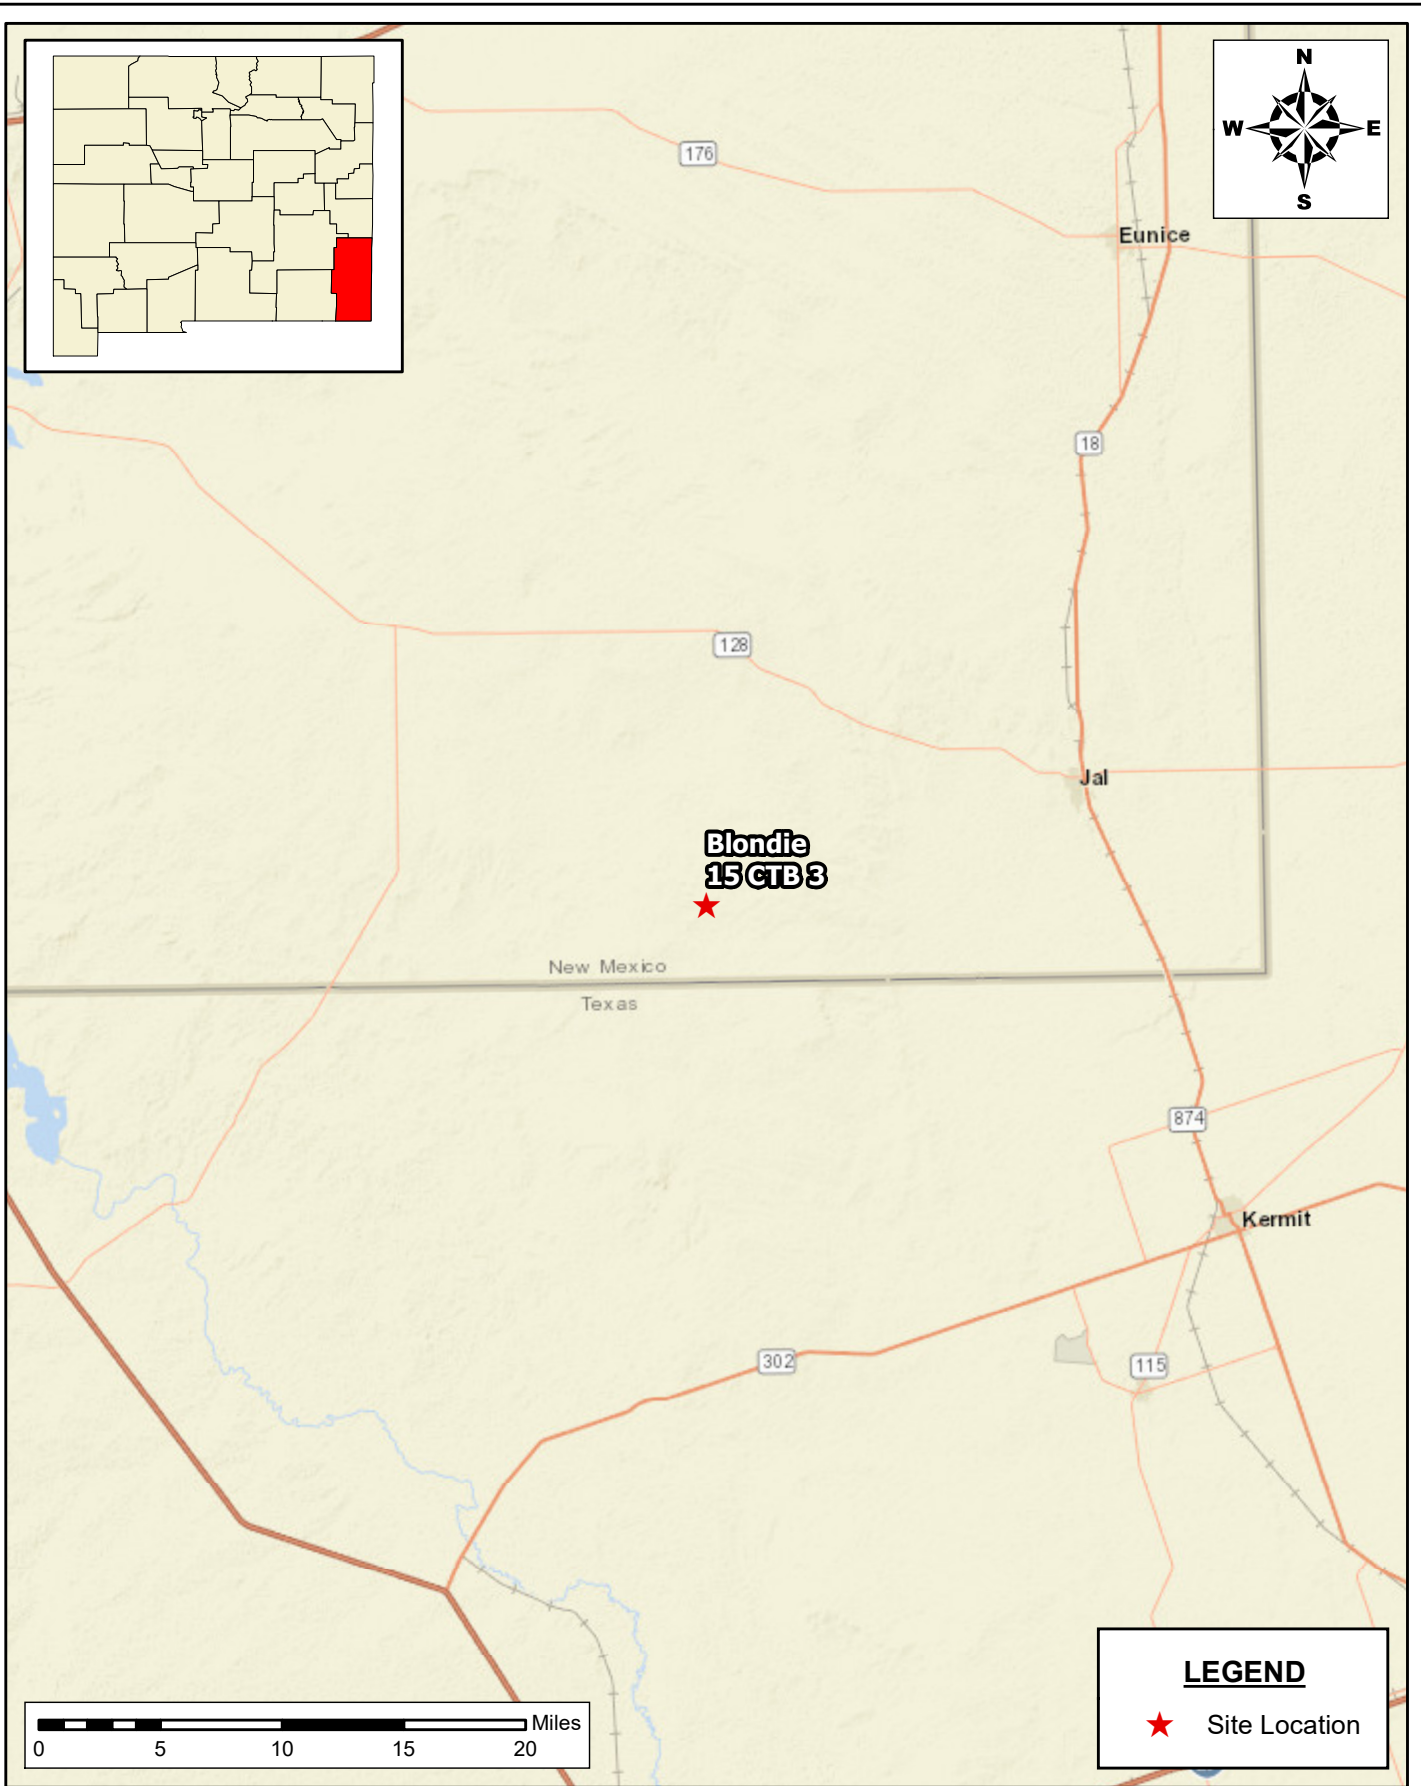 N
W E
S
176
Eunice
18
128
Jal
Blondie
15 CTB 3
New Mexico
Texas
874
Kermit
302
115
LEGEND
Site Location
Miles
0 5 10 15 20